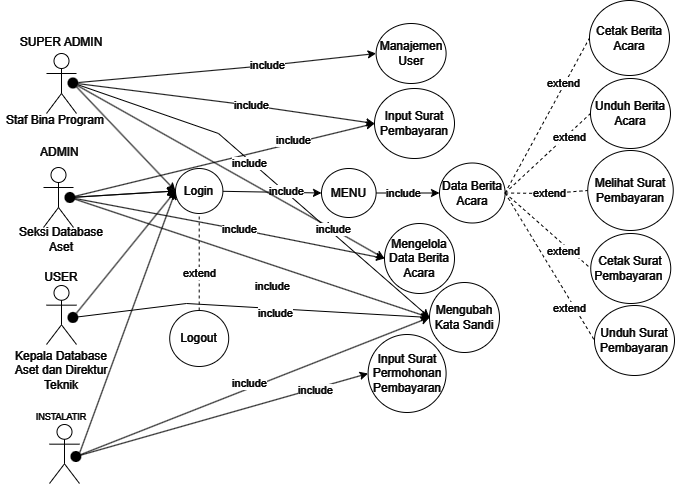 SUPER ADMIN
Staf Bina Program
ADMIN
Seksi Database
Aset
USER
Kepala Database
Aset dan Direktur
Teknik
INSTALATIR
Login
extend
Logout
include
include
include
include
include
include
include
include
include
include
include
include
Manajemen
User
Input Surat
Pembayaran
MENU
Mengelola
Data Berita
Acara
Mengubah
Kata Sandi
Input Surat
Permohonan
Pembayaran
Data Berita
Acara
extend
extend
extend
extend
extend
Cetak Berita
Acara
Unduh Berita
Acara
Melihat Surat
Pembayaran
Cetak Surat
Pembayaran
Unduh Surat
Pembayaran